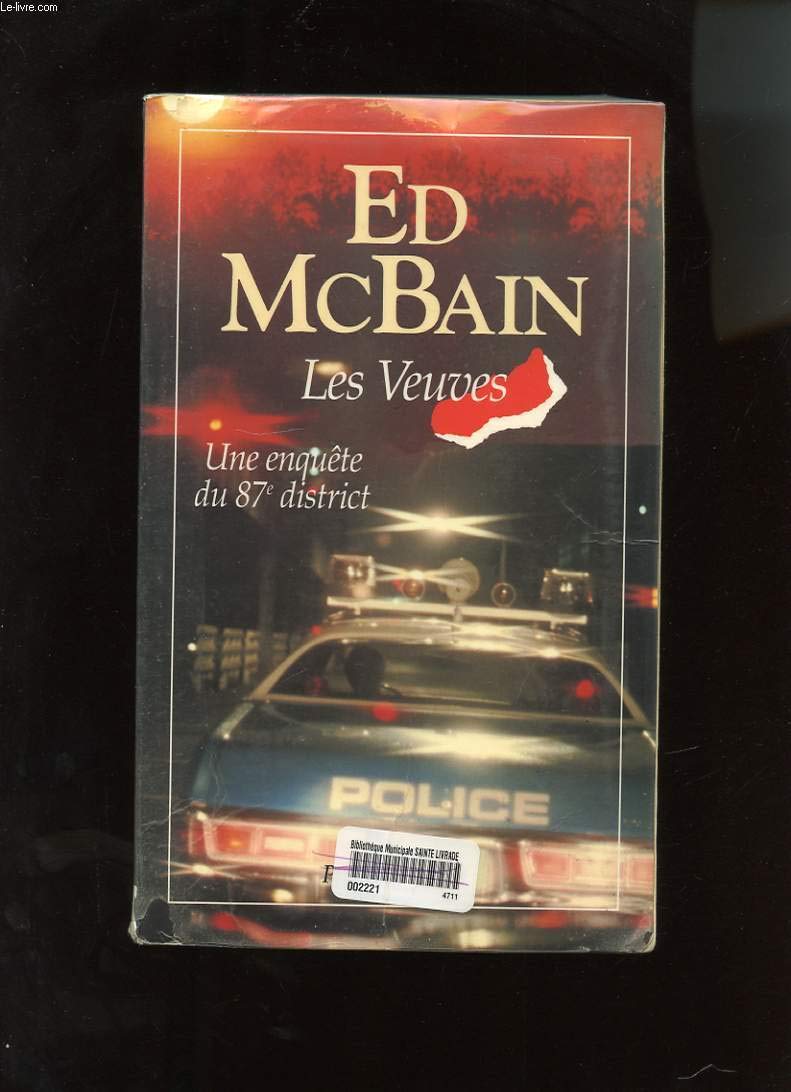 Le-livre.com
ED
MCBAIN
Les Veuves
Une enquête
du 87e district
POLICE
Bibliothèque Municipale SAINTE LIVRADE
002221
4711